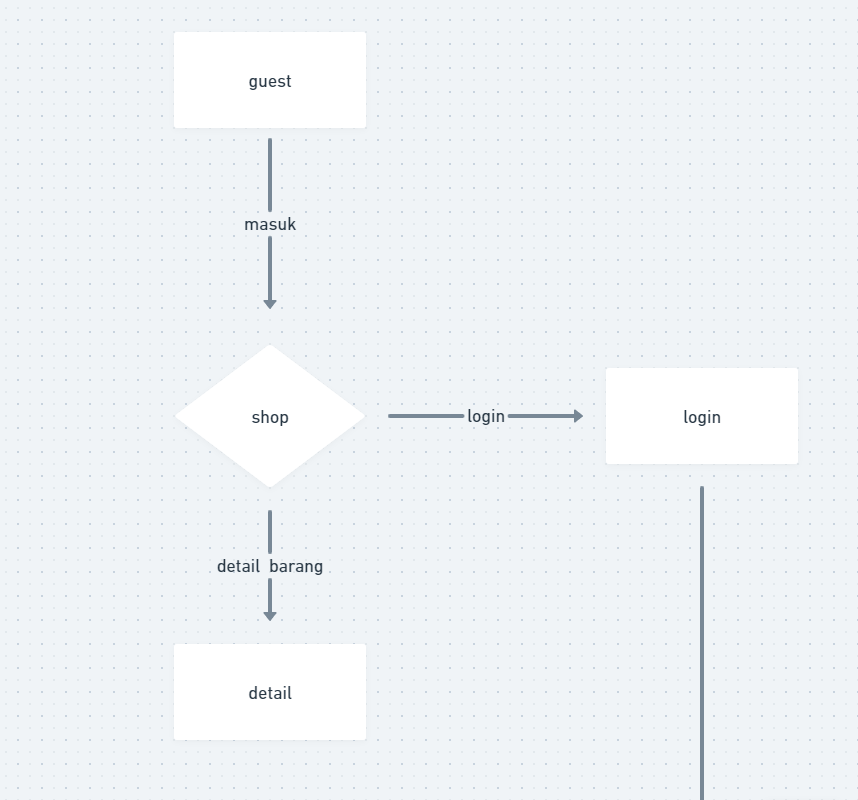 guest
masuk
shop
login
login
detail barang
detail